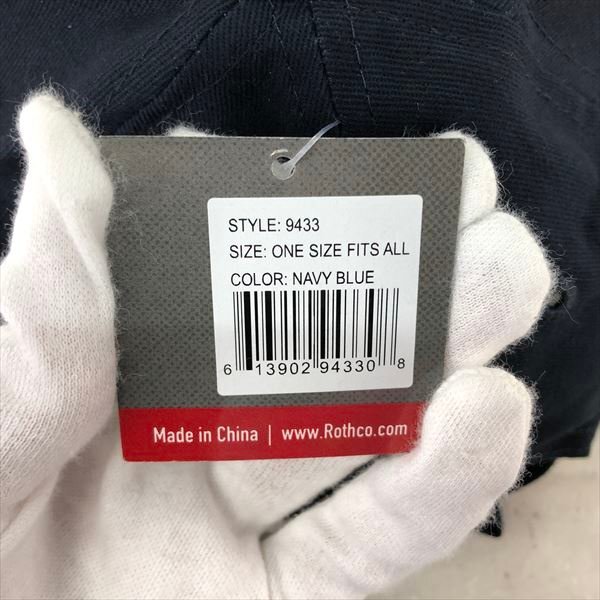 STYLE: 9433
SIZE: ONE SIZE FITS ALL
COLOR: NAVY BLUE
6 13902 94330 8
Made in China | www.Rothco.com